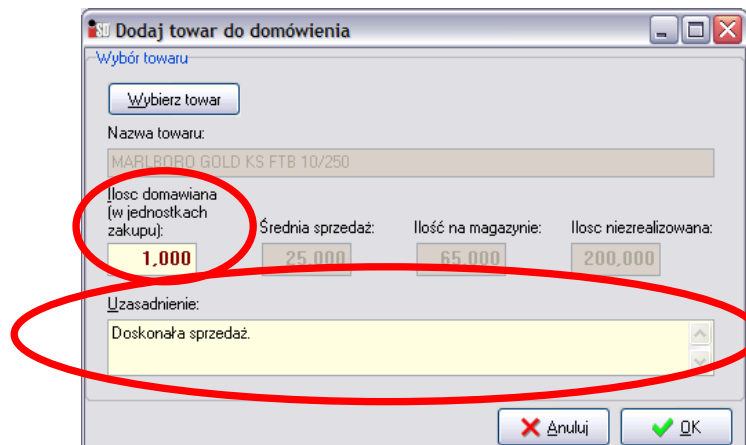 Dodaj towar do domówienia
Wybór towaru
Wybierz towar
Nazwa towaru:
MARLBORO GOLD KS FTB 10/250
Ilosc domawiana
(w jednostkach
zakupu):
Średnia sprzedaż:
Ilość na magazynie:
Ilosc niezrealizowana:
1,000
25,000
65,000
200,000
Uzasadnienie:
Doskonała sprzedaż.
Anuluj
OK